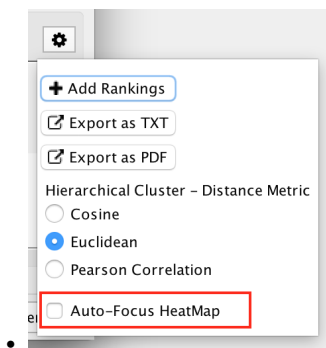 Add Rankings
Export as TXT
Export as PDF
Hierarchical Cluster – Distance Metric
Cosine
Euclidean
Pearson Correlation
Auto-Focus HeatMap